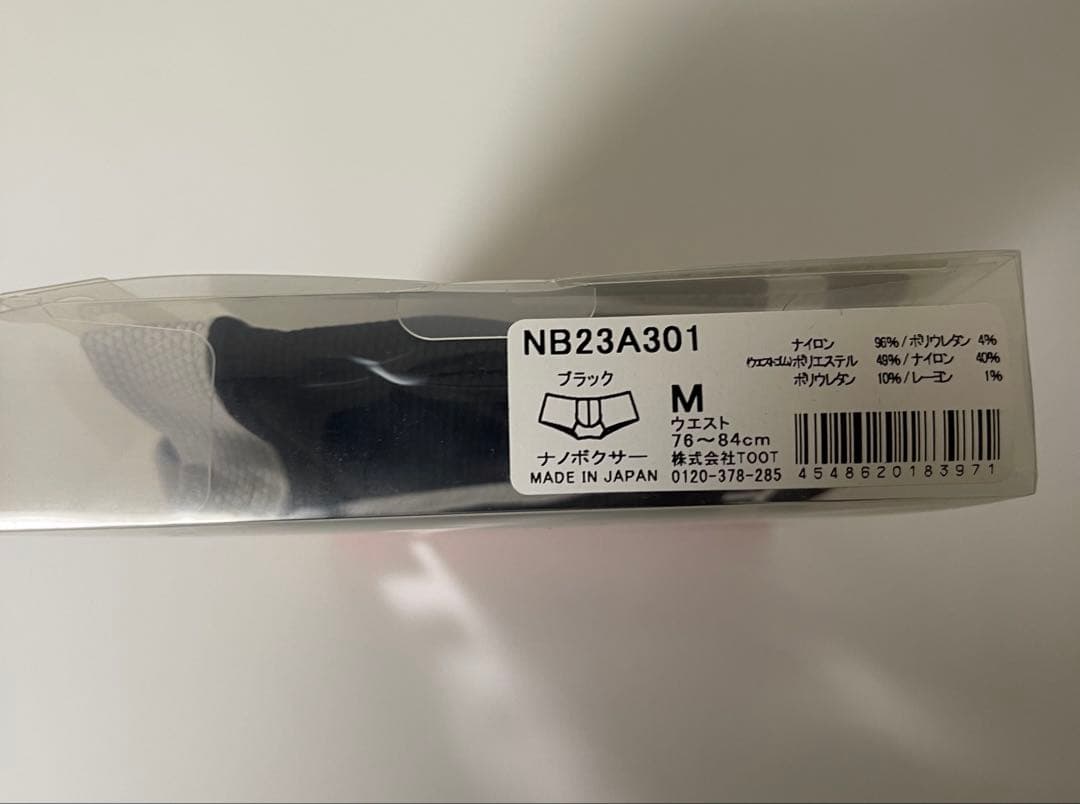 NB23A301
ブラック
ナノボクサー
MADE IN JAPAN
M
ウエスト
76～84cm
株式会社TOOT
0120-378-285
ナイロン 96%/ポリウレタン 4%
(ウエストゴム)ポリエステル 49%/ナイロン 40%
ポリウレタン 10%/レーヨン 1%
4548620183971